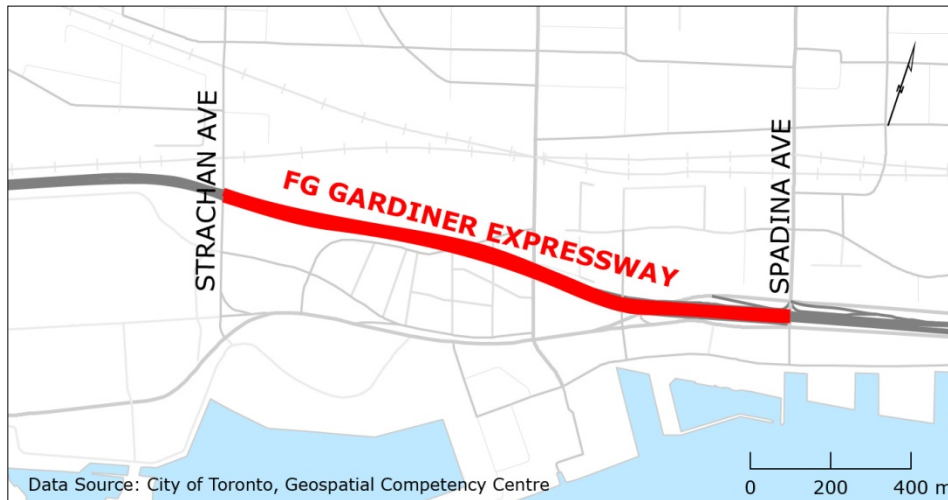 STRACHAN AVE
FG GARDINER EXPRESSWAY
SPADINA AVE
N
Data Source: City of Toronto, Geospatial Competency Centre
0 200 400 m